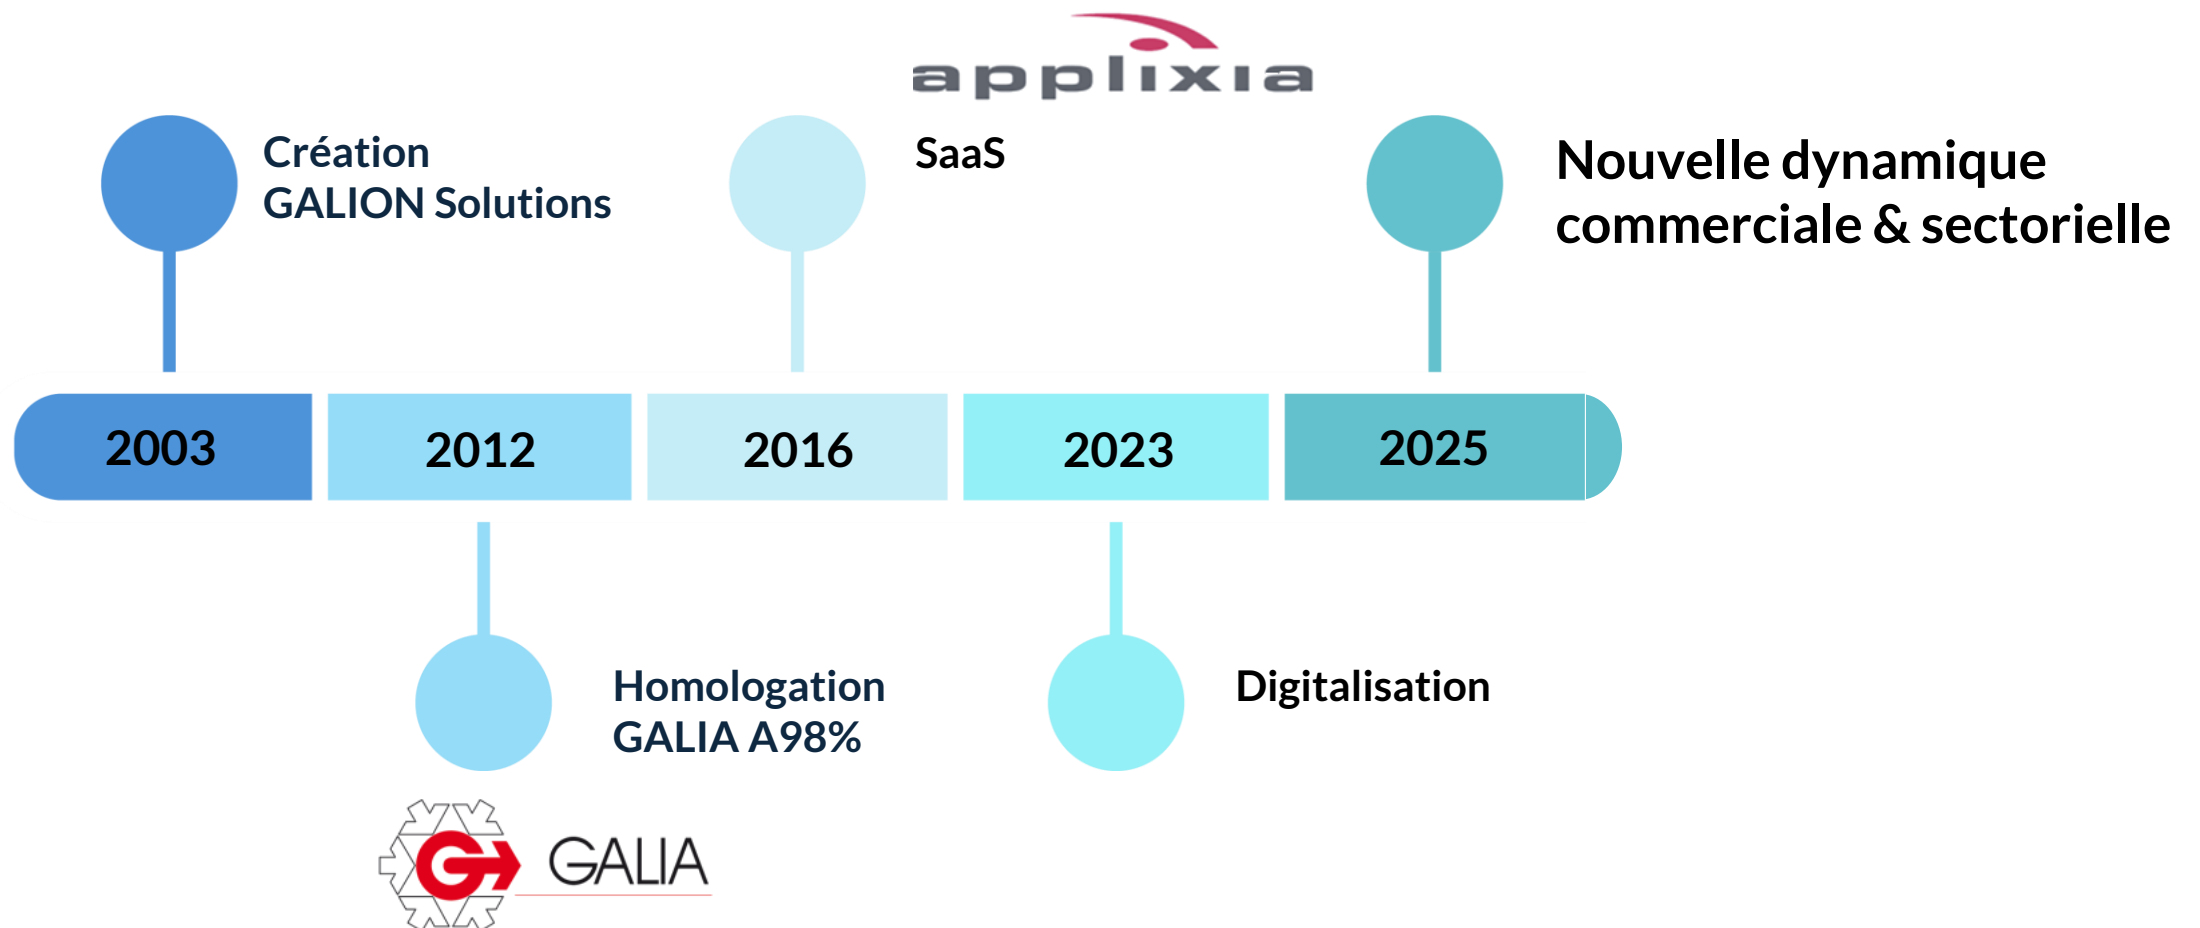 applixia
Création
GALION Solutions
SaaS
Nouvelle dynamique
commerciale & sectorielle
2003
2012
2016
2023
2025
Homologation
GALIA A98%
Digitalisation
GALIA